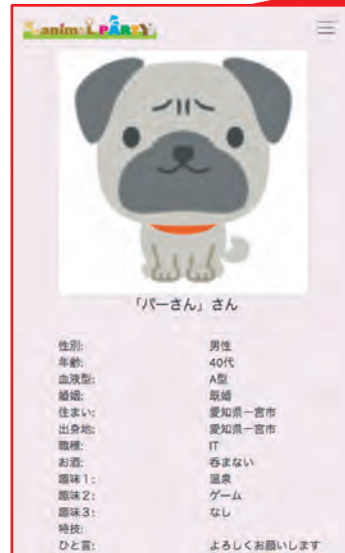 animal PARTY
「パーさん」さん
性別: 男性
年齢: 40代
血液型: A型
婚姻: 既婚
住まい: 愛知県一宮市
出身地: 愛知県一宮市
職種: IT
お酒: 呑まない
趣味1: 温泉
趣味2: ゲーム
趣味3: なし
特技:
ひと言: よろしくお願いします